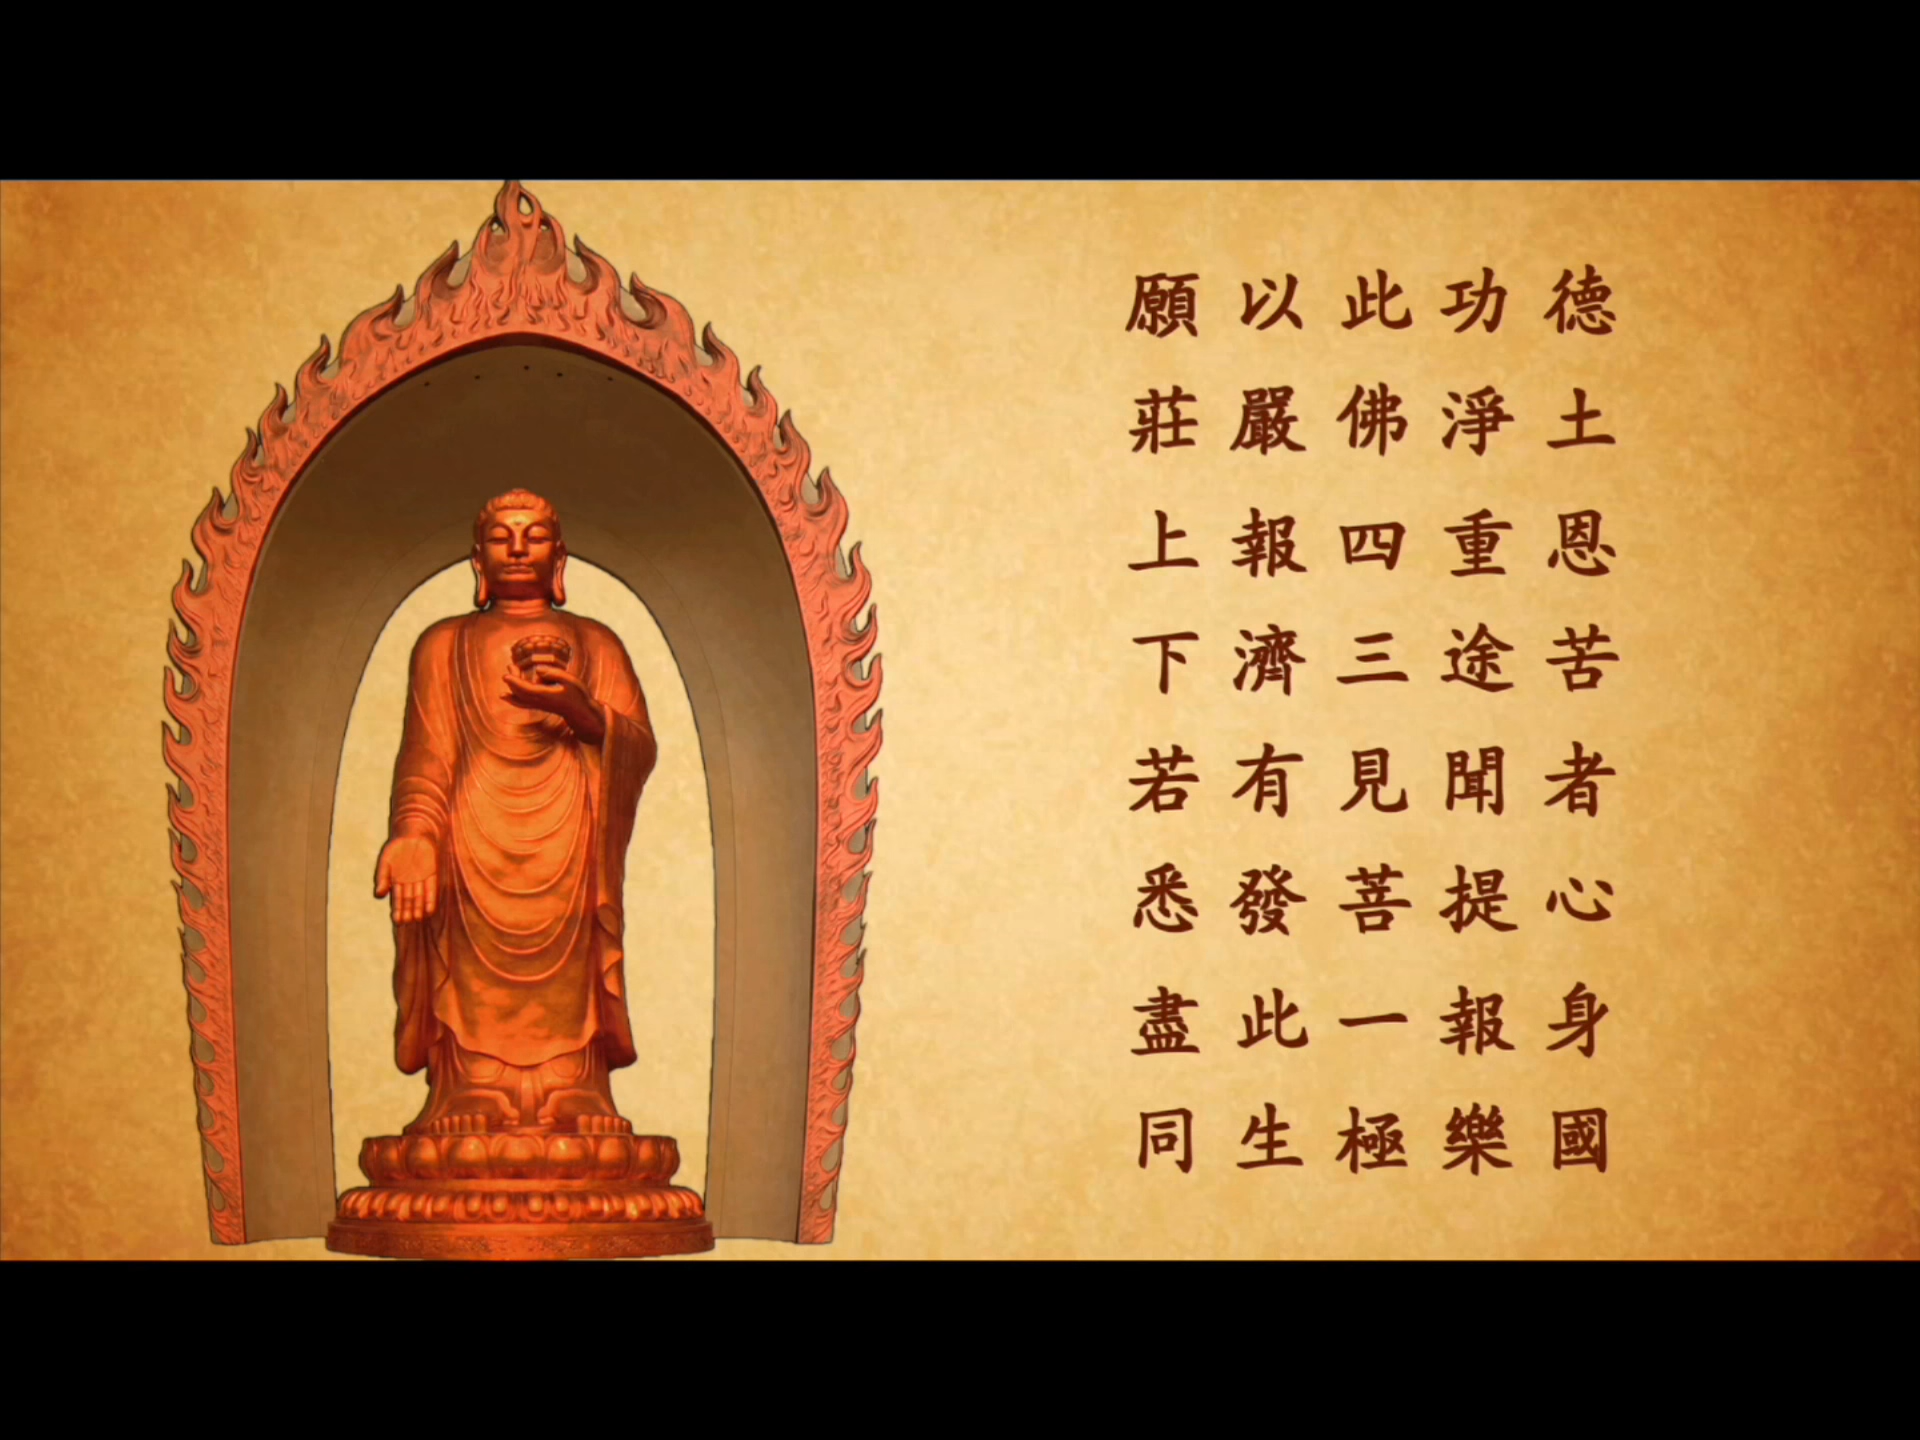 願以此功德
莊嚴佛淨土
上報四重恩
下濟三途苦
若有見聞者
悉發菩提心
盡此一報身
同生極樂國